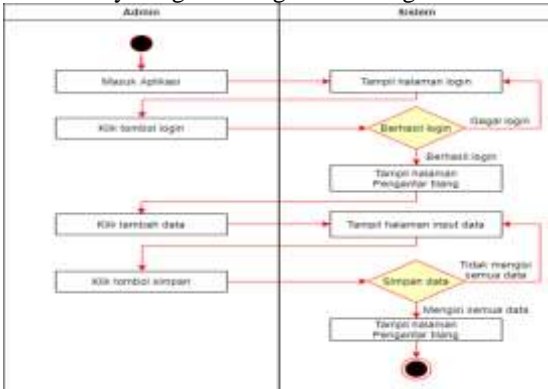 Admin
Sistem
Masuk Aplikasi
Tampil halaman login
Klik tombol login
Berhasil login
Gagal login
Berhasil login
Tampil halaman
Pengantar
Klik tambah data
Tampil halaman input data
Tidak mengisi
semua data
Klik tombol simpan
Simpan data
Mengisi semua data
Tampil halaman
Pengantar